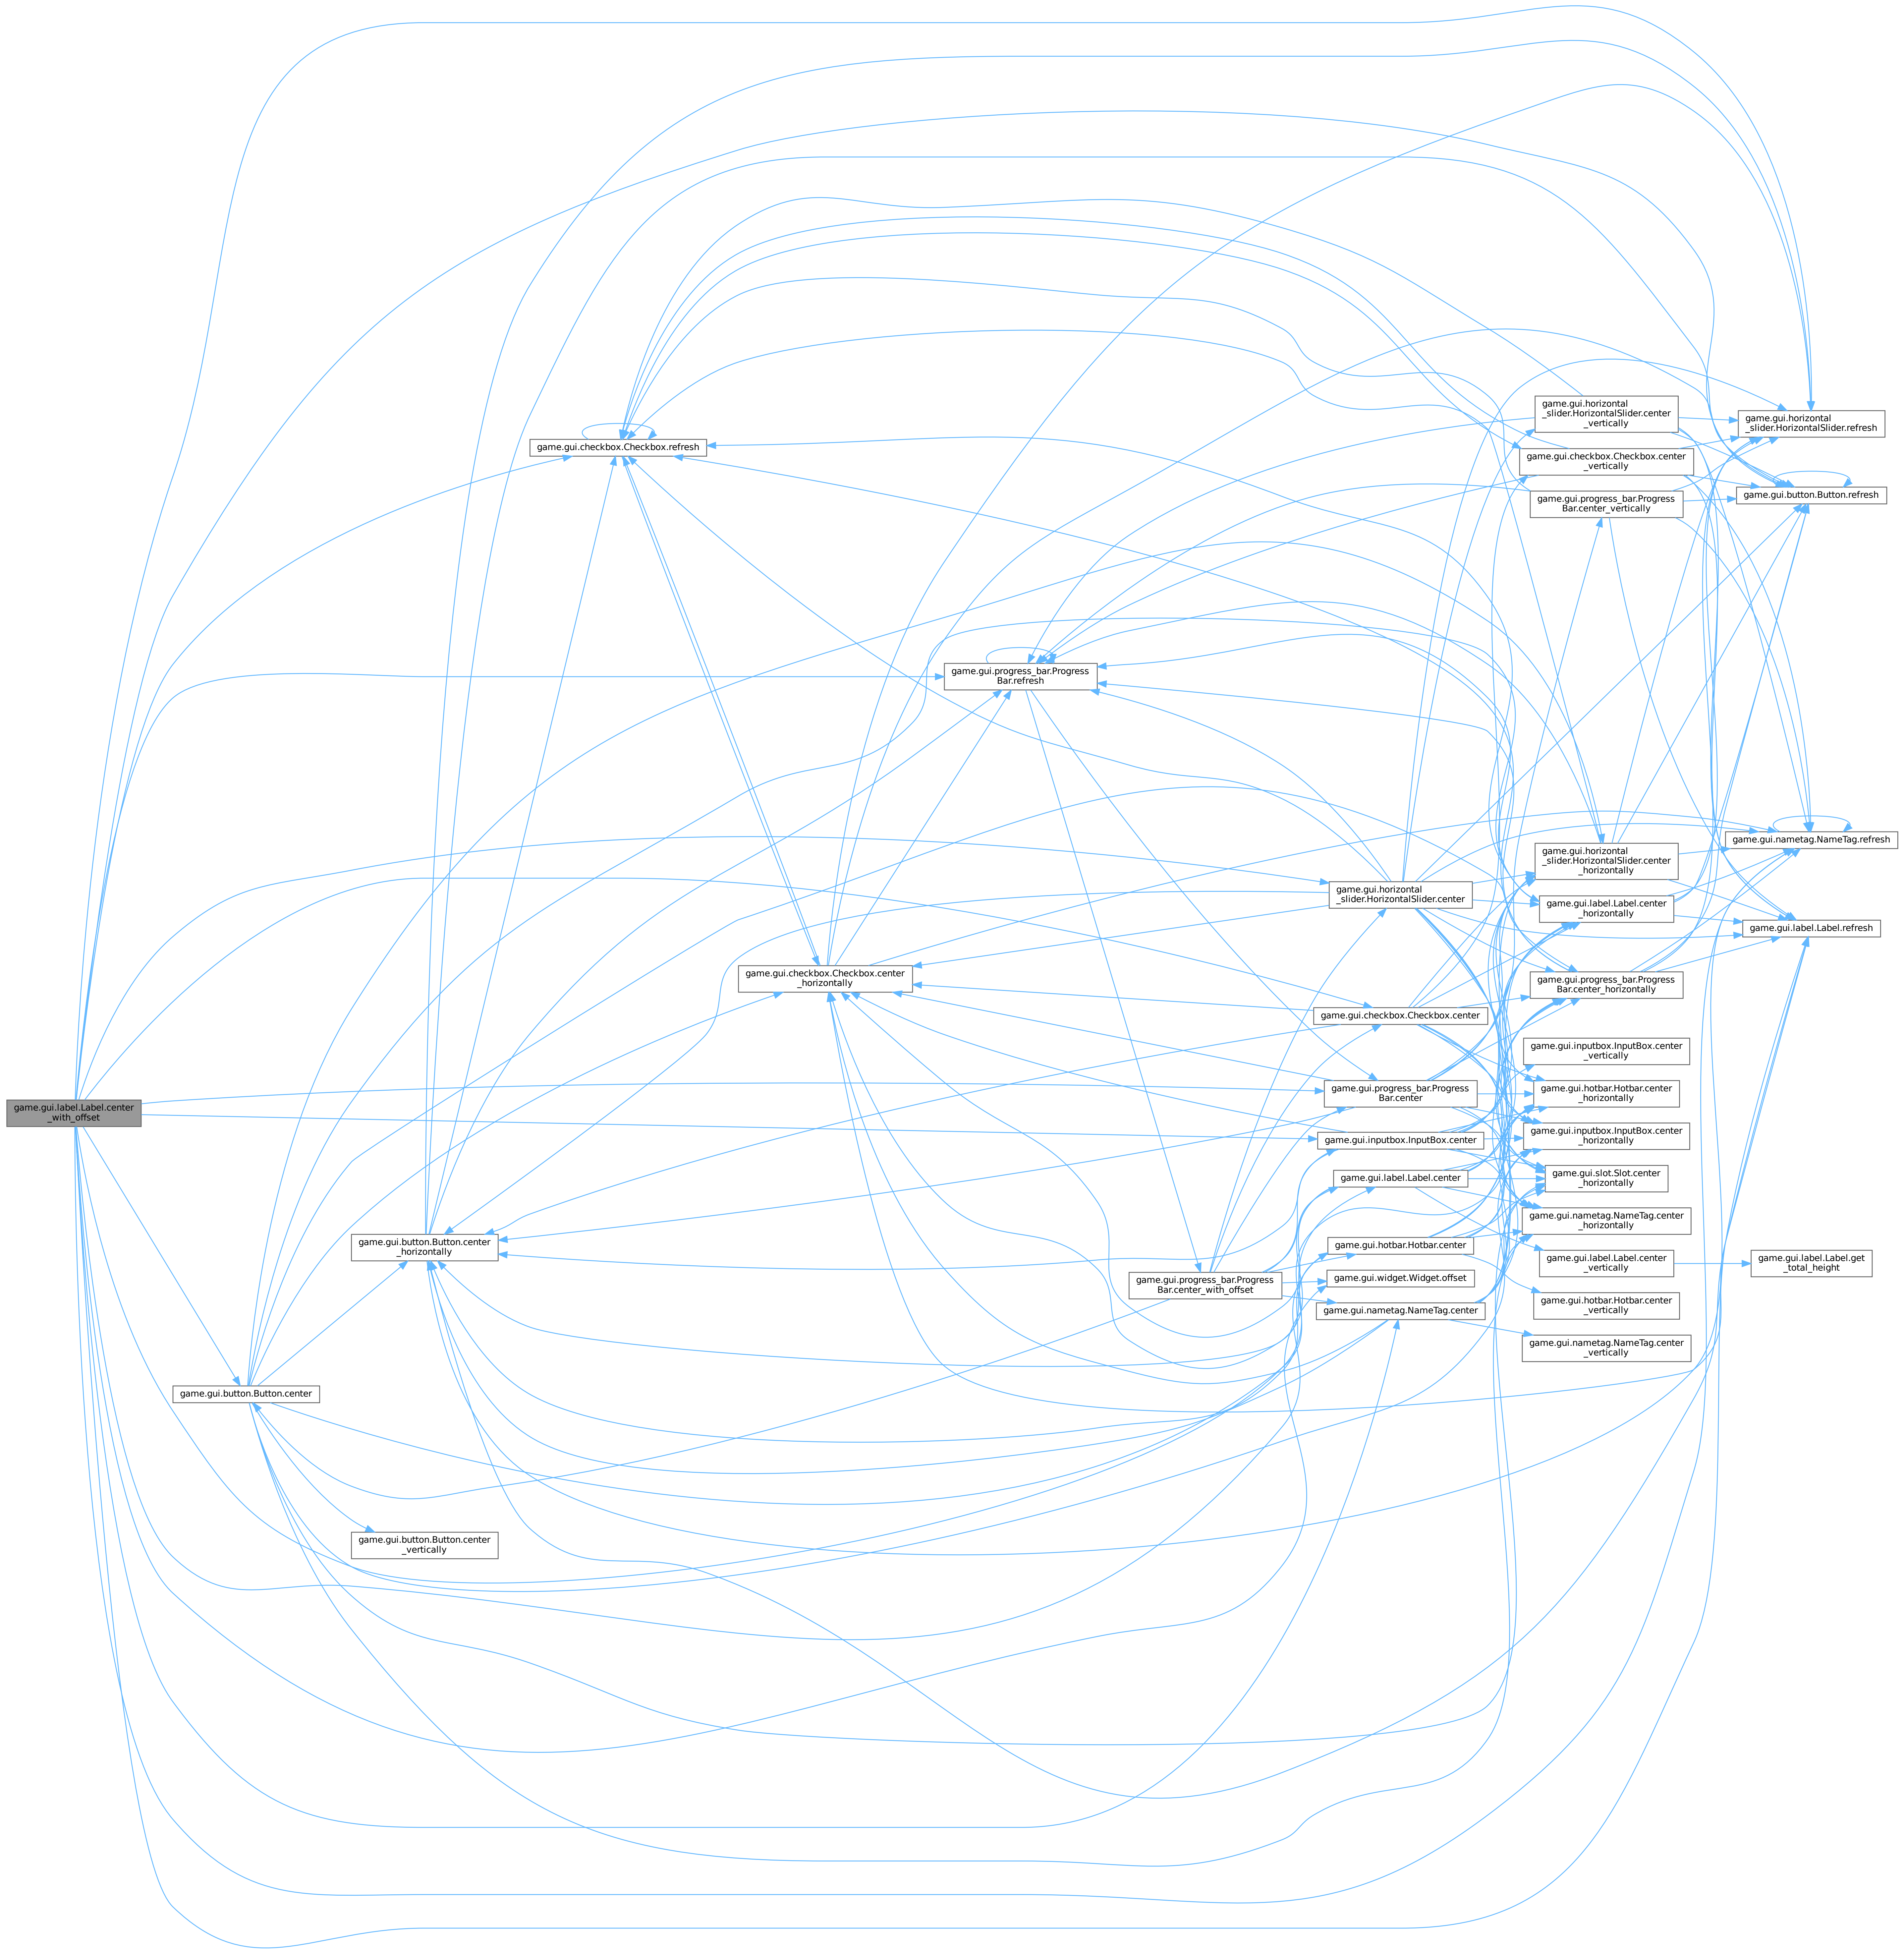 game.gui.label.Label.center
_with_offset
game.gui.button.Button.center
game.gui.button.Button.center
_horizontally
game.gui.button.Button.center
_vertically
game.gui.checkbox.Checkbox.refresh
game.gui.checkbox.Checkbox.center
_horizontally
game.gui.progress_bar.Progress
Bar.refresh
game.gui.progress_bar.Progress
Bar.center_with_offset
game.gui.horizontal
_slider.HorizontalSlider.center
game.gui.checkbox.Checkbox.center
game.gui.progress_bar.Progress
Bar.center
game.gui.inputbox.InputBox.center
game.gui.label.Label.center
game.gui.hotbar.Hotbar.center
game.gui.widget.Widget.offset
game.gui.nametag.NameTag.center
game.gui.horizontal
_slider.HorizontalSlider.center
_vertically
game.gui.checkbox.Checkbox.center
_vertically
game.gui.progress_bar.Progress
Bar.center_vertically
game.gui.horizontal
_slider.HorizontalSlider.center
_horizontally
game.gui.label.Label.center
_horizontally
game.gui.progress_bar.Progress
Bar.center_horizontally
game.gui.inputbox.InputBox.center
_vertically
game.gui.hotbar.Hotbar.center
_horizontally
game.gui.inputbox.InputBox.center
_horizontally
game.gui.slot.Slot.center
_horizontally
game.gui.nametag.NameTag.center
_horizontally
game.gui.label.Label.center
_vertically
game.gui.hotbar.Hotbar.center
_vertically
game.gui.nametag.NameTag.center
_vertically
game.gui.horizontal
_slider.HorizontalSlider.refresh
game.gui.button.Button.refresh
game.gui.nametag.NameTag.refresh
game.gui.label.Label.refresh
game.gui.label.Label.get
_total_height